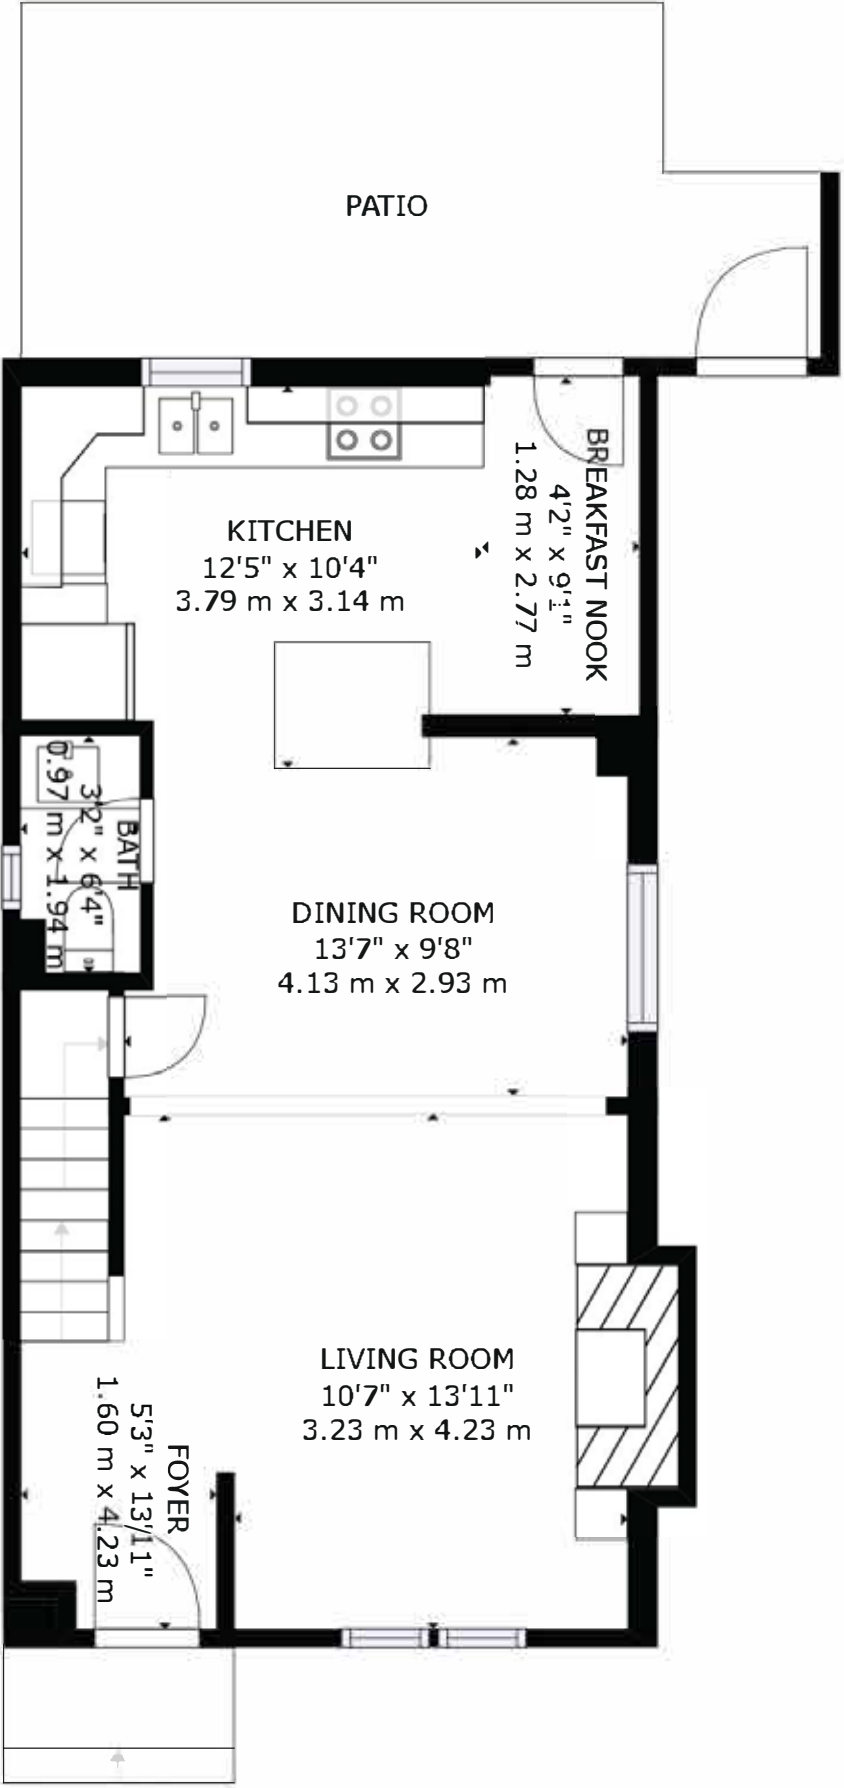 PATIO
KITCHEN
12'5" x 10'4"
3.79 m x 3.14 m
BREAKFAST NOOK
4'2" x 9'1"
1.28 m x 2.77 m
BATH
3'2" x 6'4"
0.97 m x 1.94 m
DINING ROOM
13'7" x 9'8"
4.13 m x 2.93 m
LIVING ROOM
10'7" x 13'11"
3.23 m x 4.23 m
FOYER
5'3" x 13'11"
1.60 m x 4.23 m